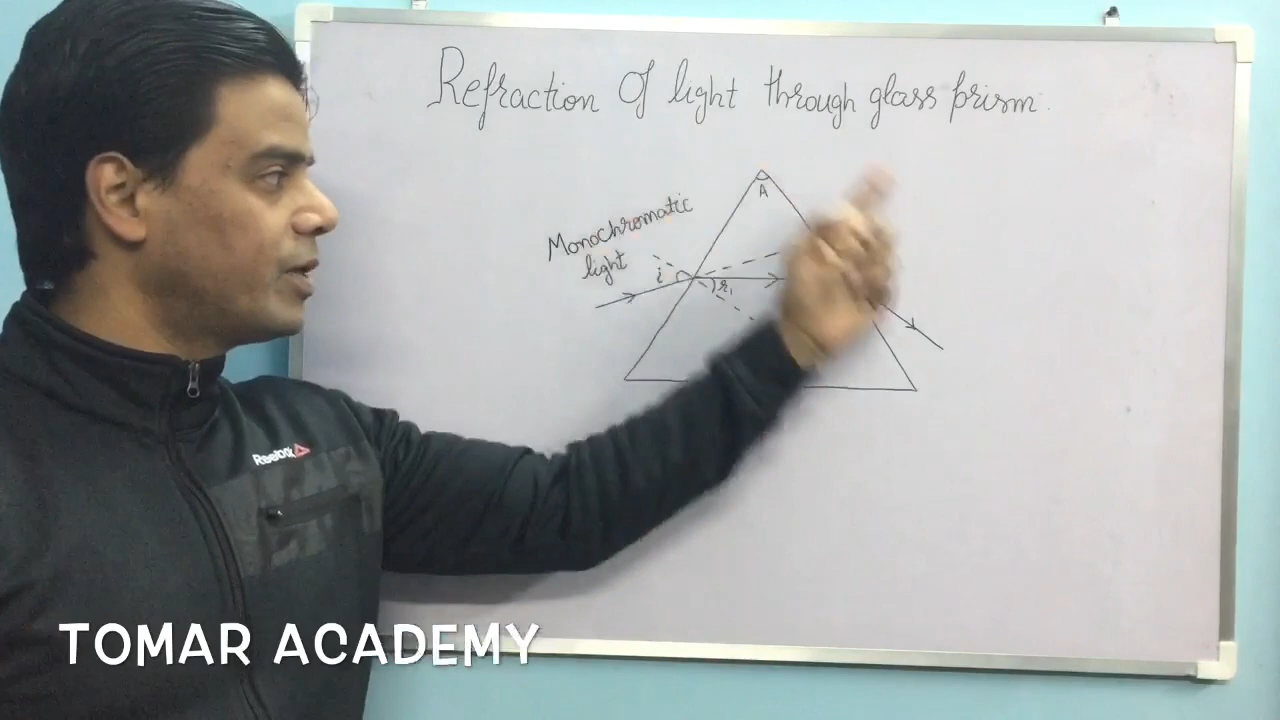 Refraction Of light through glass prism.
A
Monochromatic
light
i
r₁
Reebok
TOMAR ACADEMY